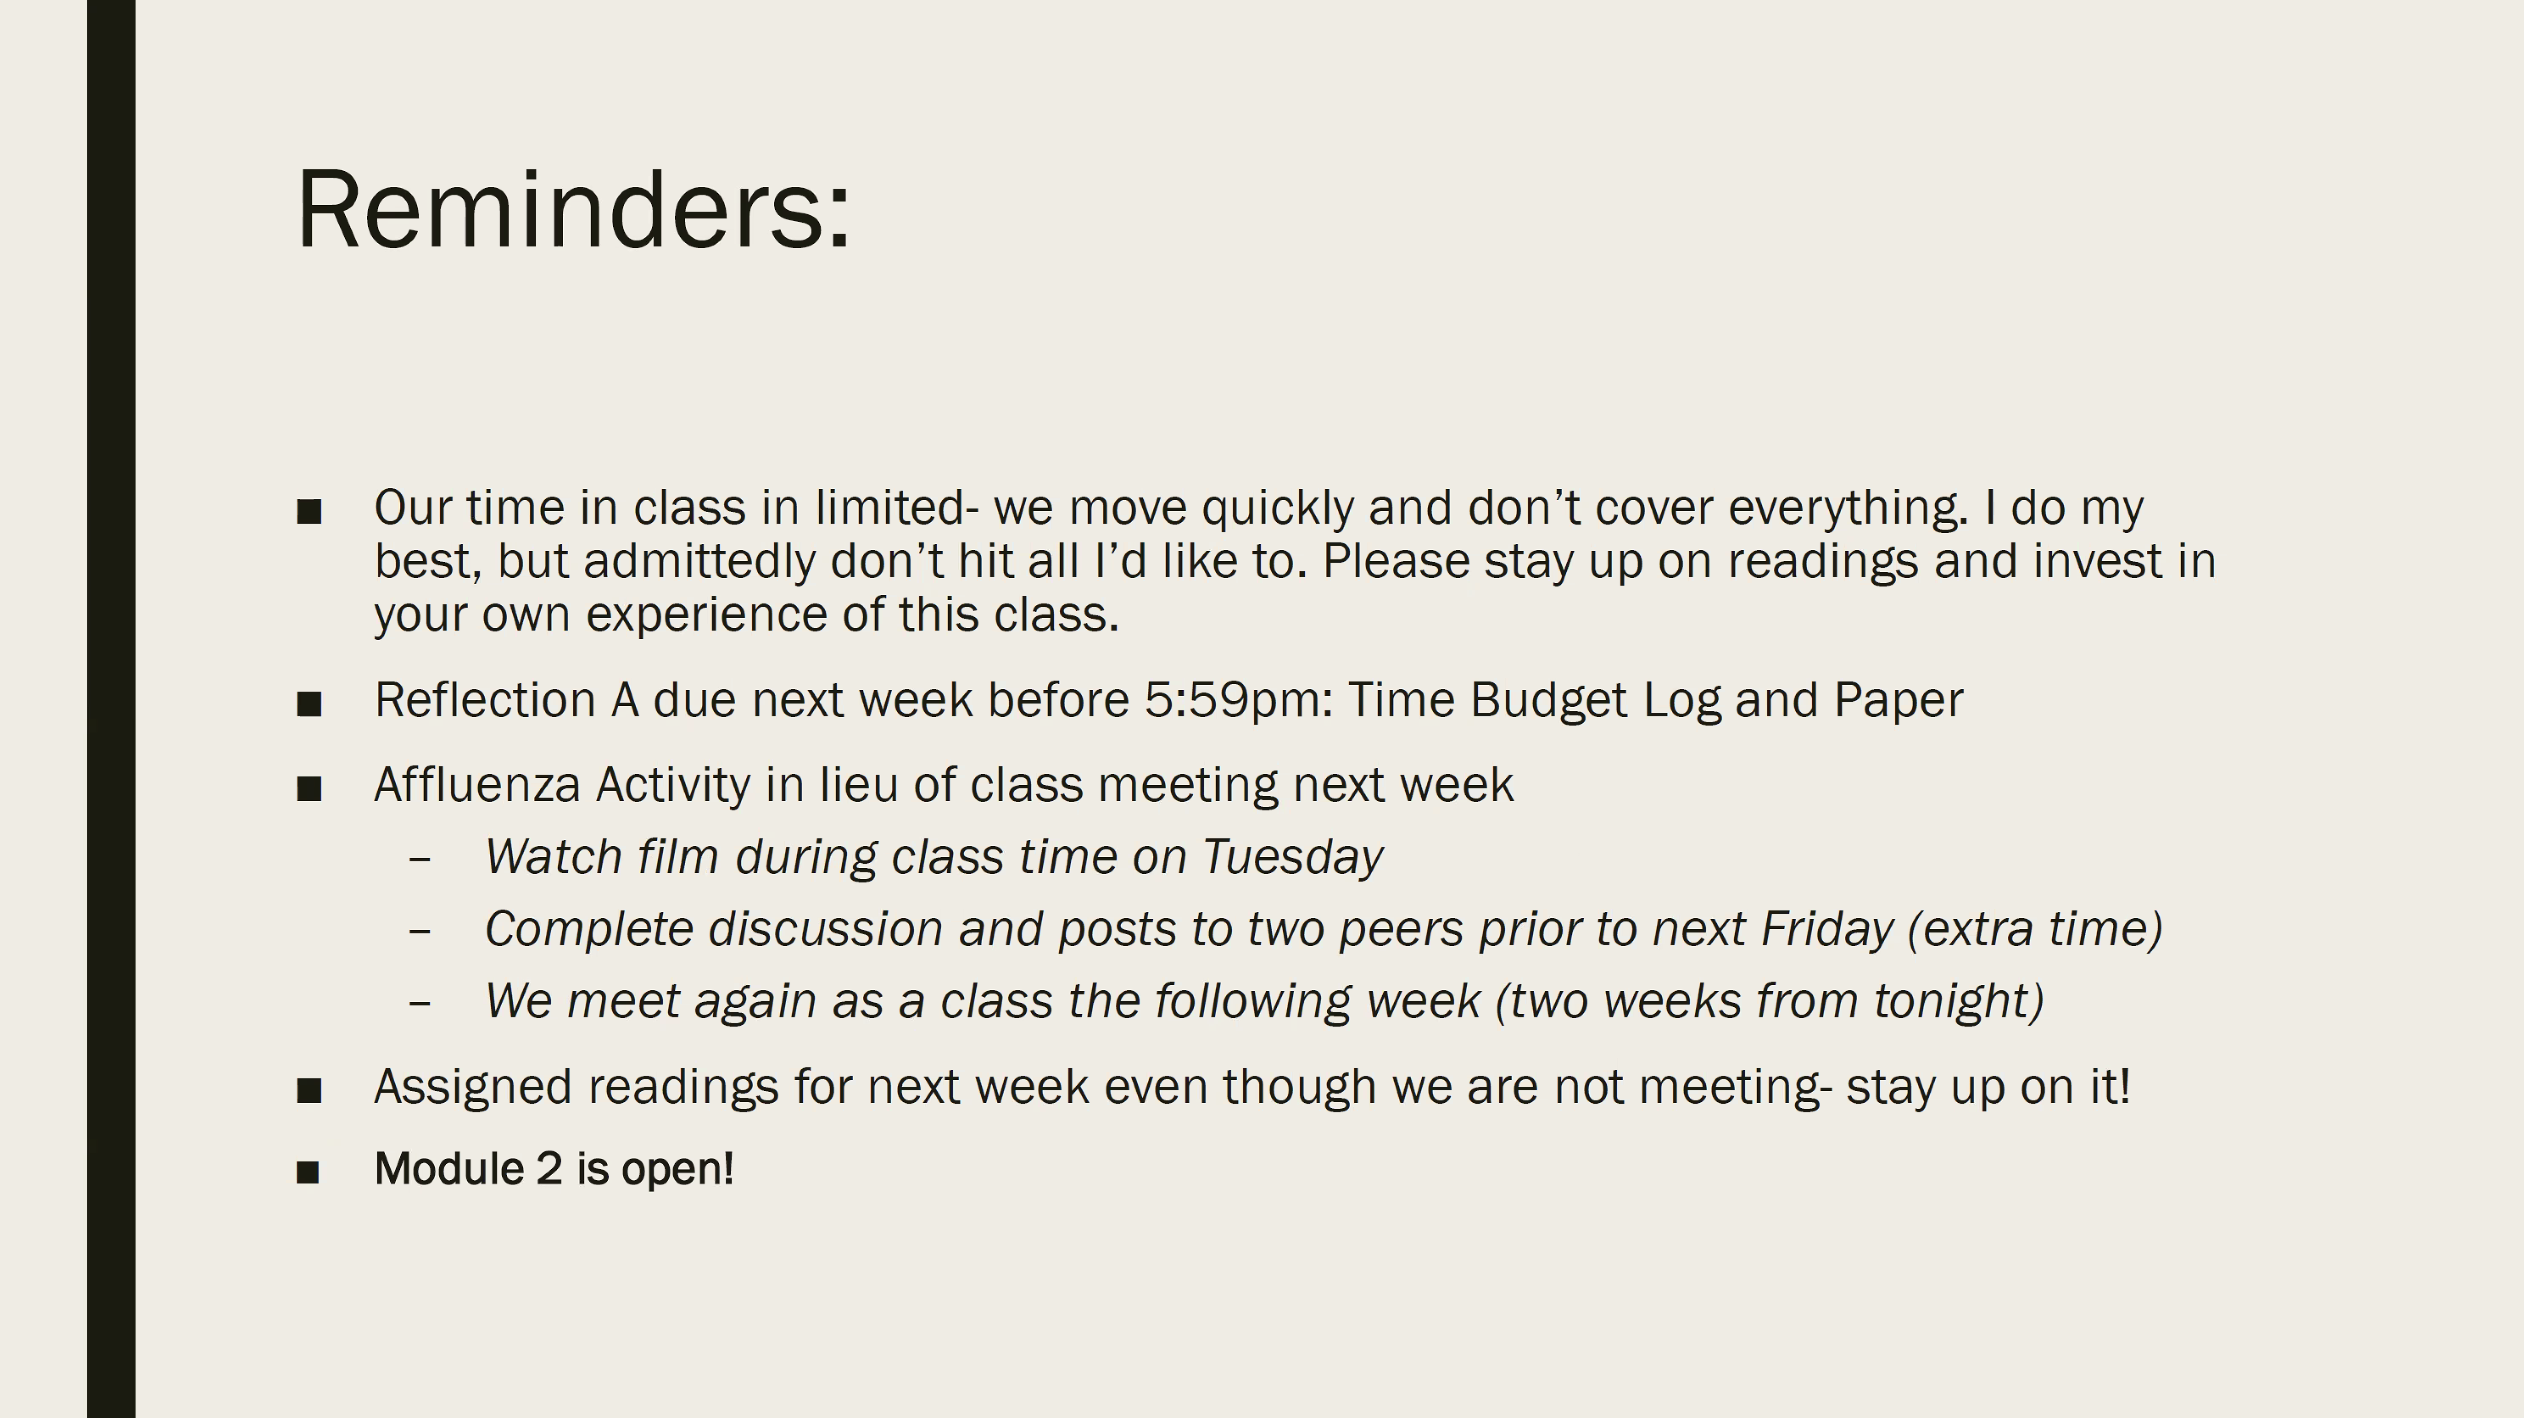 Reminders:
■ Our time in class in limited- we move quickly and don’t cover everything. I do my
best, but admittedly don’t hit all I’d like to. Please stay up on readings and invest in
your own experience of this class.
■ Reflection A due next week before 5:59pm: Time Budget Log and Paper
■ Affluenza Activity in lieu of class meeting next week
– Watch film during class time on Tuesday
– Complete discussion and posts to two peers prior to next Friday (extra time)
– We meet again as a class the following week (two weeks from tonight)
■ Assigned readings for next week even though we are not meeting- stay up on it!
■ Module 2 is open!